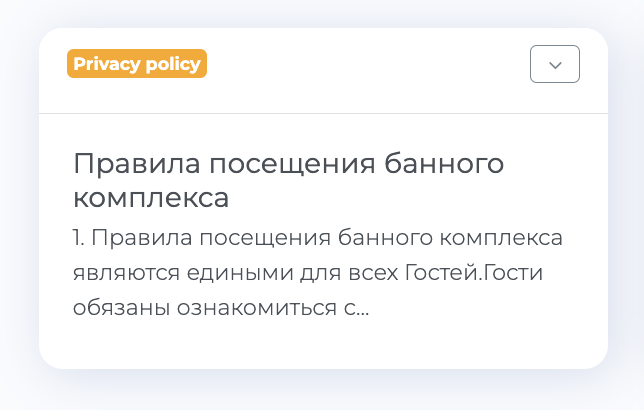 Privacy policy
Правила посещения банного
комплекса
1. Правила посещения банного комплекса
являются едиными для всех Гостей.Гости
обязаны ознакомиться с...